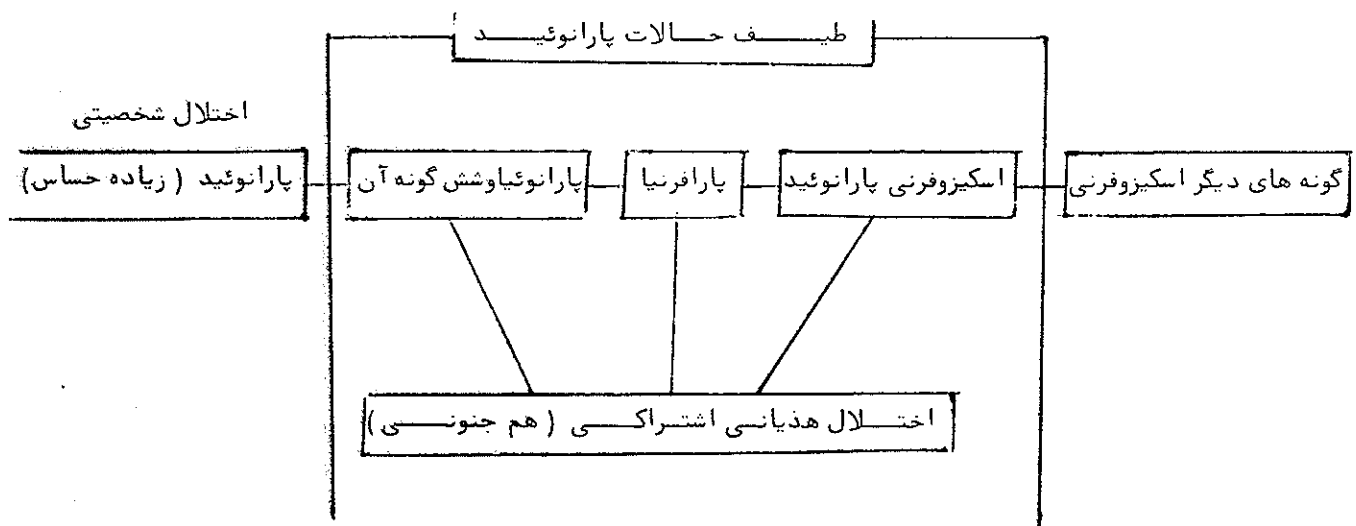 طیف حالات پارانوئید
اختلال شخصیتی
گونه های دیگر اسکیزوفرنی
اسکیزوفرنی پارانوئید
پارافرنیا
پارانوئیاوشش گونه آن
پارانوئید (زیاده حساس)
اختلال هذیانی اشتراکی (هم جنونی)